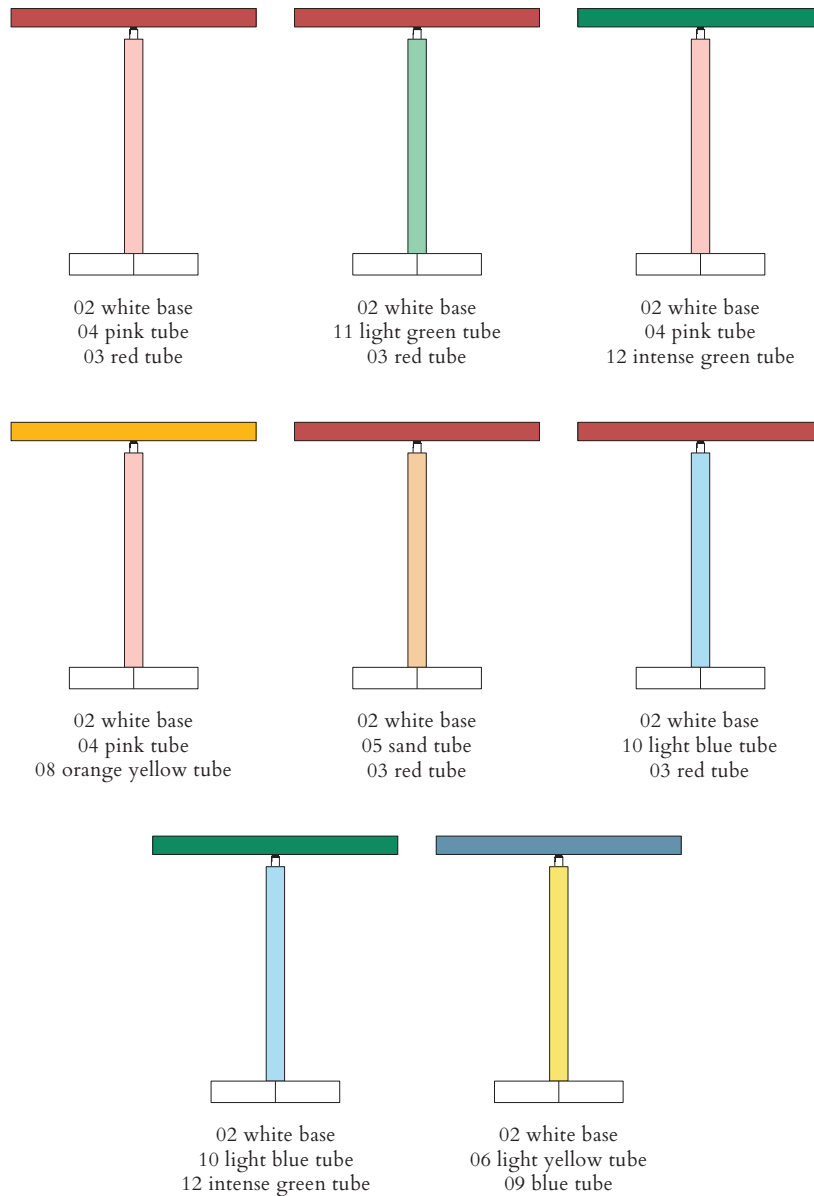 02 white base
04 pink tube
03 red tube
02 white base
11 light green tube
03 red tube
02 white base
04 pink tube
12 intense green tube
02 white base
04 pink tube
08 orange yellow tube
02 white base
05 sand tube
03 red tube
02 white base
10 light blue tube
03 red tube
02 white base
10 light blue tube
12 intense green tube
02 white base
06 light yellow tube
09 blue tube